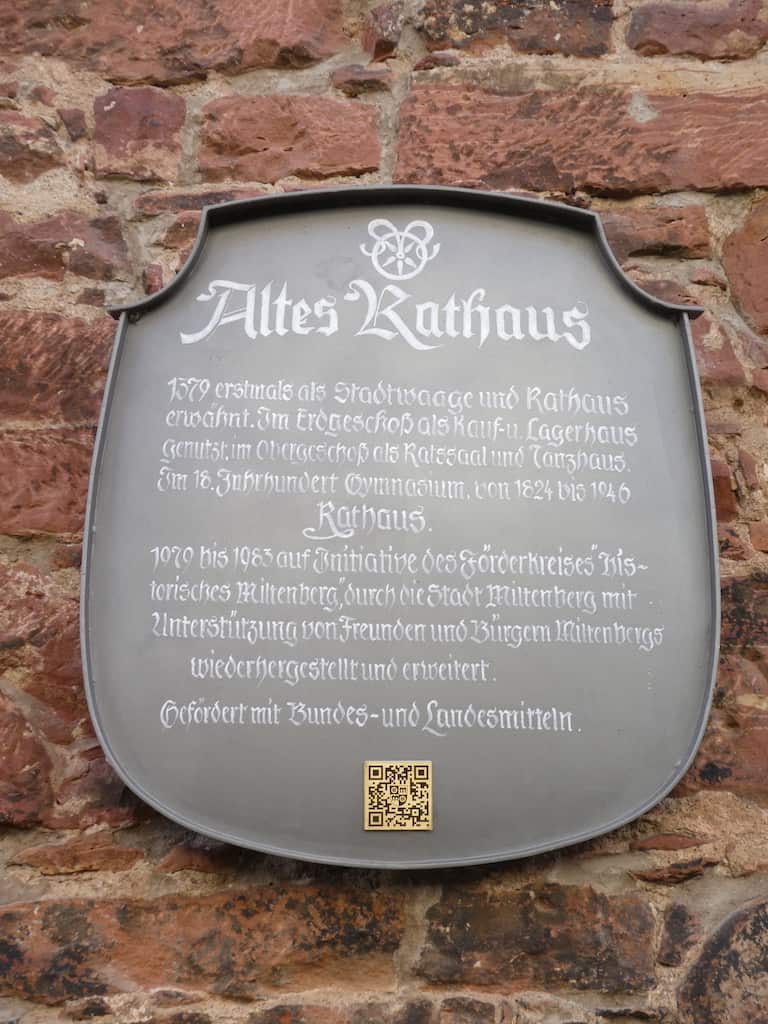 Altes Rathaus
1379 erstmals als Stadtwaage und Rathaus
erwähnt. Im Erdgeschoß als Kauf- u. Lagerhaus
genutzt, im Obergeschoß als Ratssaal und Tanzhaus.
Im 18. Jahrhundert Gymnasium, von 1824 bis 1946
Rathaus.
1979 bis 1983 auf Initiative des Förderkreises "His-
torisches Miltenberg", durch die Stadt Miltenberg mit
Unterstützung von Freunden und Bürgern Miltenbergs
wiederhergestellt und erweitert.
Gefördert mit Bundes- und Landesmitteln.